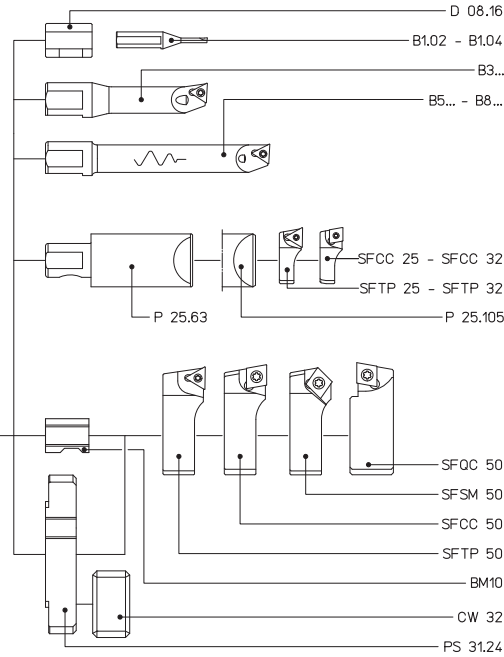 D 08.16
B1.02 - B1.04
B3...
B5... - B8...
SFCC 25 - SFCC 32
SFTP 25 - SFTP 32
P 25.63
P 25.105
SFQC 50
SFSM 50
SFCC 50
SFTP 50
BM10
CW 32
PS 31.24